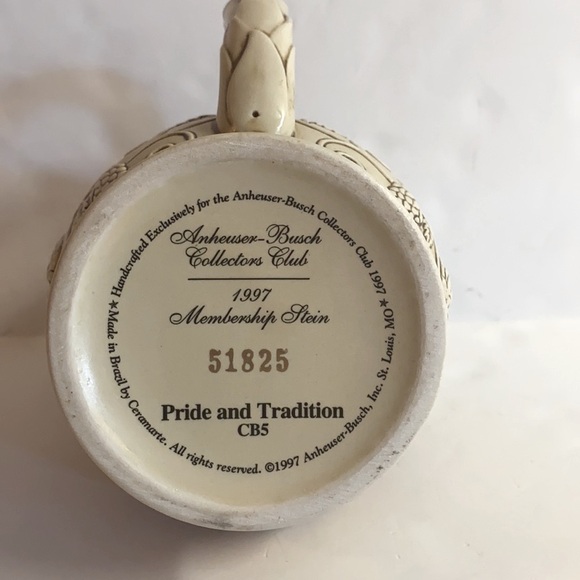 ★ Handcrafted Exclusively for the Anheuser-Busch Collectors Club 1997 ★
Anheuser-Busch
Collectors Club
1997
Membership Stein
51825
Pride and Tradition
CB5
Made in Brazil by Ceramarte. All rights reserved. ©1997 Anheuser-Busch, Inc. St. Louis, MO